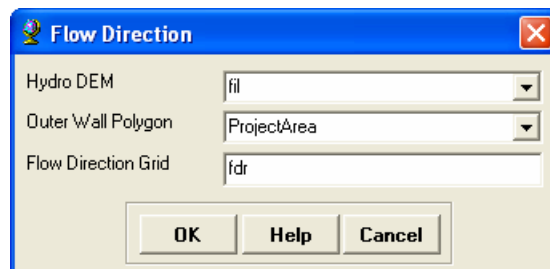 Flow Direction
Hydro DEM fil
Outer Wall Polygon ProjectArea
Flow Direction Grid fdr
OK Help Cancel